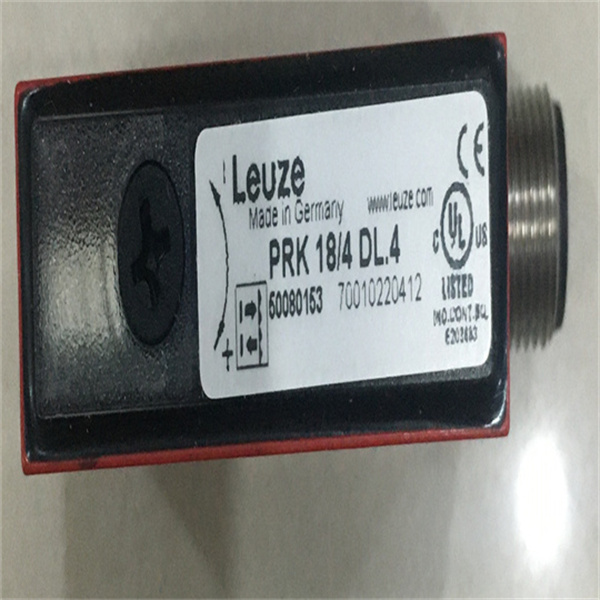 Leuze
Made in Germany
www.leuze.com
PRK 18/4 DL.4
50080153 70010220412
CE
C UL US
LISTED
IND.CONT.EQ.
E202683
- +